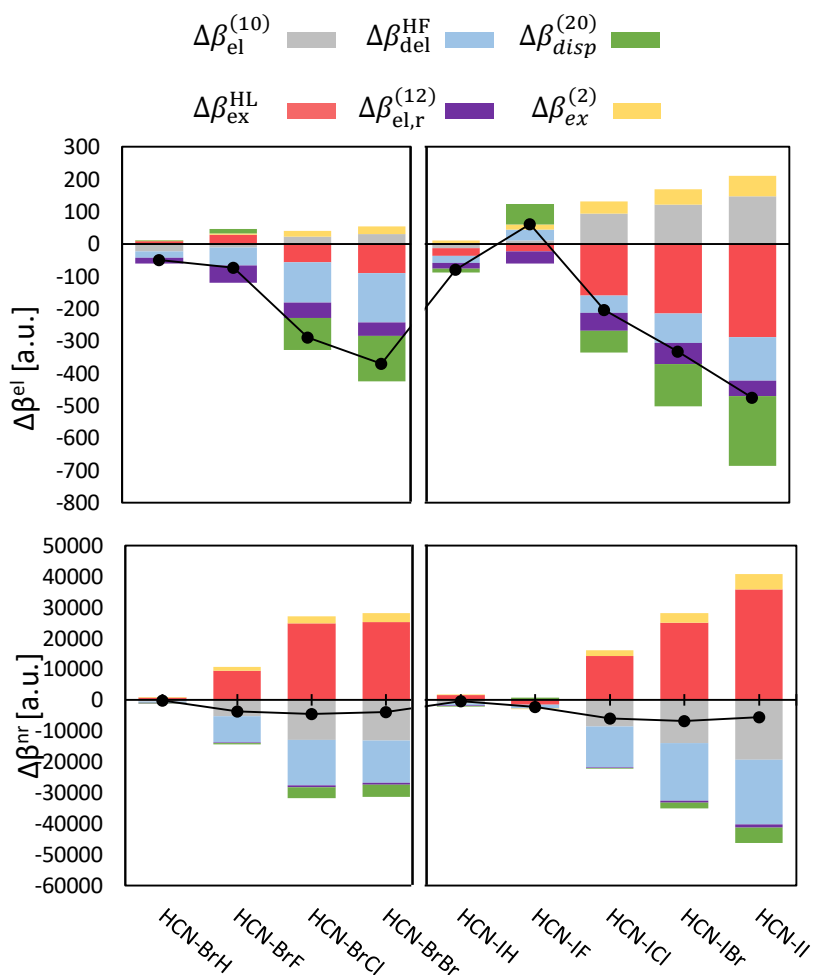 Δβ_el^(10) Δβ_del^HF Δβ_disp^(20)
Δβ_ex^HL Δβ_el,r^(12) Δβ_ex^(2)
300
200
100
0
-100
-200
-300
-400
-500
-600
-700
-800
Δβ^el [a.u.]
50000
40000
30000
20000
10000
0
-10000
-20000
-30000
-40000
-50000
-60000
Δβ^nr [a.u.]
HCN-BrH
HCN-BrF
HCN-BrCl
HCN-BrBr
HCN-IH
HCN-IF
HCN-ICl
HCN-IBr
HCN-II